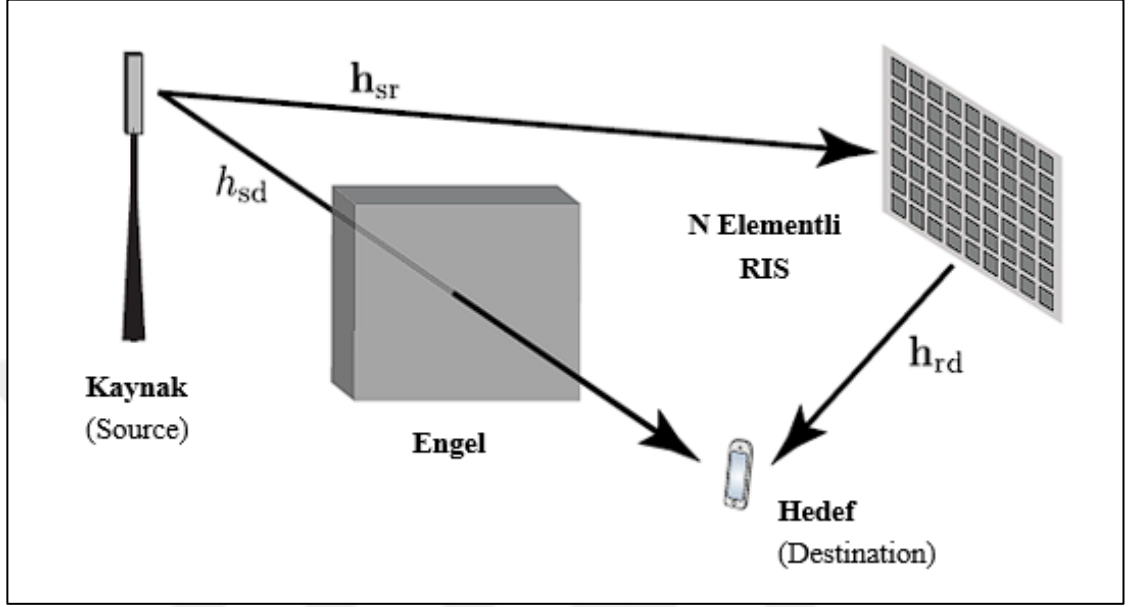 h_sr
h_sd
N Elementli
RIS
h_rd
Kaynak
(Source)
Engel
Hedef
(Destination)